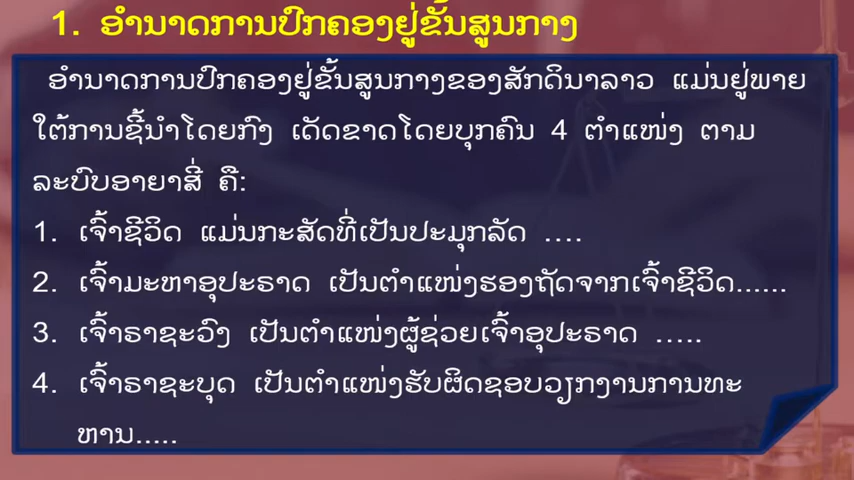 1. ອຳນາດການປົກຄອງຢູ່ຂັ້ນສູນກາງ
ອຳນາດການປົກຄອງຢູ່ຂັ້ນສູນກາງຂອງສັກດິນາລາວ ແມ່ນຢູ່ພາຍ
ໃຕ້ການຊີ້ນຳໂດຍກົງ ເດັດຂາດໂດຍບຸກຄົນ 4 ຕຳແໜ່ງ ຕາມ
ລະບົບອາຍາສີ່ ຄື:
1. ເຈົ້າຊີວິດ ແມ່ນກະສັດທີ່ເປັນປະມຸກລັດ ….
2. ເຈົ້າມະຫາອຸປະຣາດ ເປັນຕຳແໜ່ງຮອງຖັດຈາກເຈົ້າຊີວິດ......
3. ເຈົ້າຣາຊະວົງ ເປັນຕຳແໜ່ງຜູ້ຊ່ວຍເຈົ້າອຸປະຣາດ …..
4. ເຈົ້າຣາຊະບຸດ ເປັນຕຳແໜ່ງຮັບຜິດຊອບວຽກງານການທະ
ຫານ…..